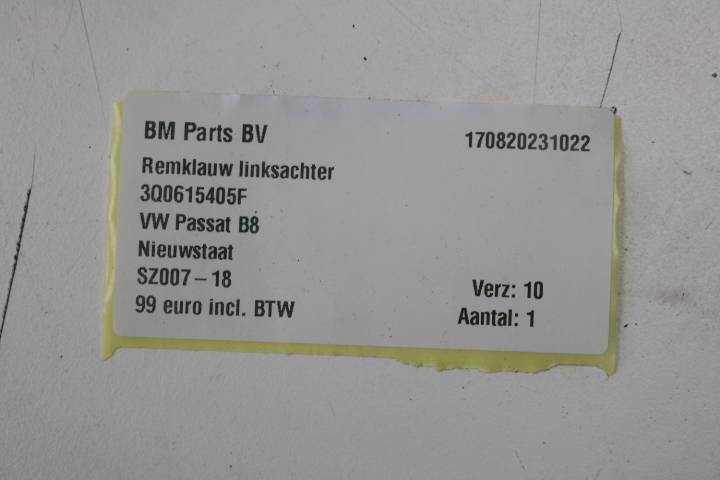 BM Parts BV 170820231022
Remklauw linksachter
3Q0615405F
VW Passat B8
Nieuwstaat
SZ007-18 Verz: 10
99 euro incl. BTW Aantal: 1